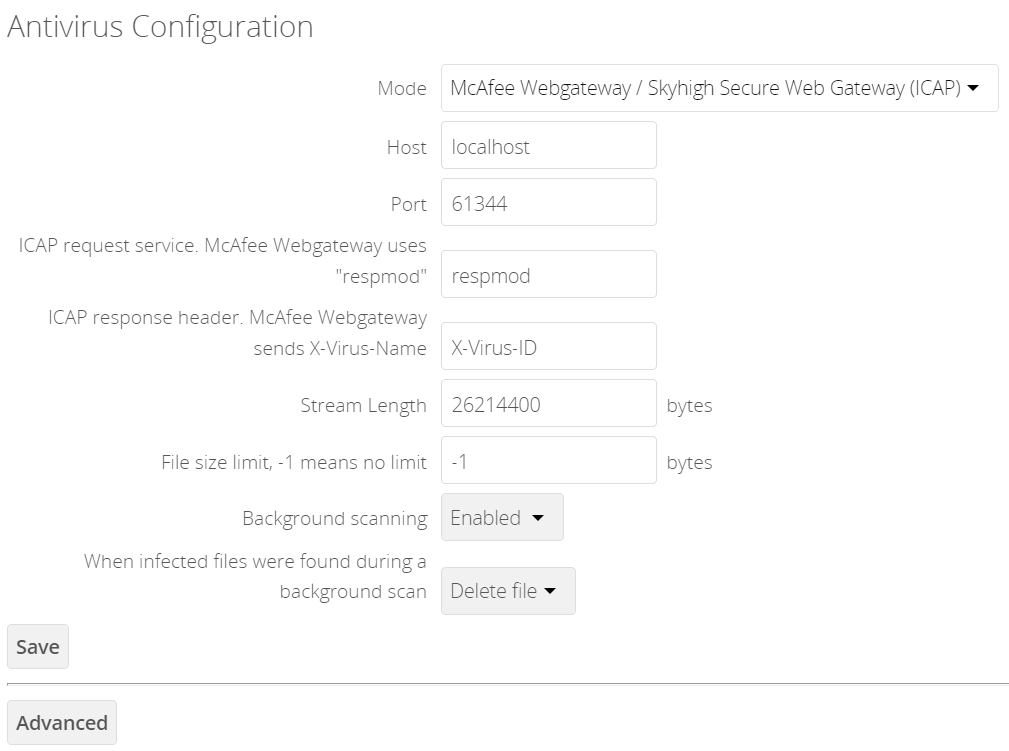 Antivirus Configuration
Mode McAfee Webgateway / Skyhigh Secure Web Gateway (ICAP)
Host localhost
Port 61344
ICAP request service. McAfee Webgateway uses
"respmod" respmod
ICAP response header. McAfee Webgateway
sends X-Virus-Name X-Virus-ID
Stream Length 26214400 bytes
File size limit, -1 means no limit -1 bytes
Background scanning Enabled
When infected files were found during a
background scan Delete file
Save
Advanced